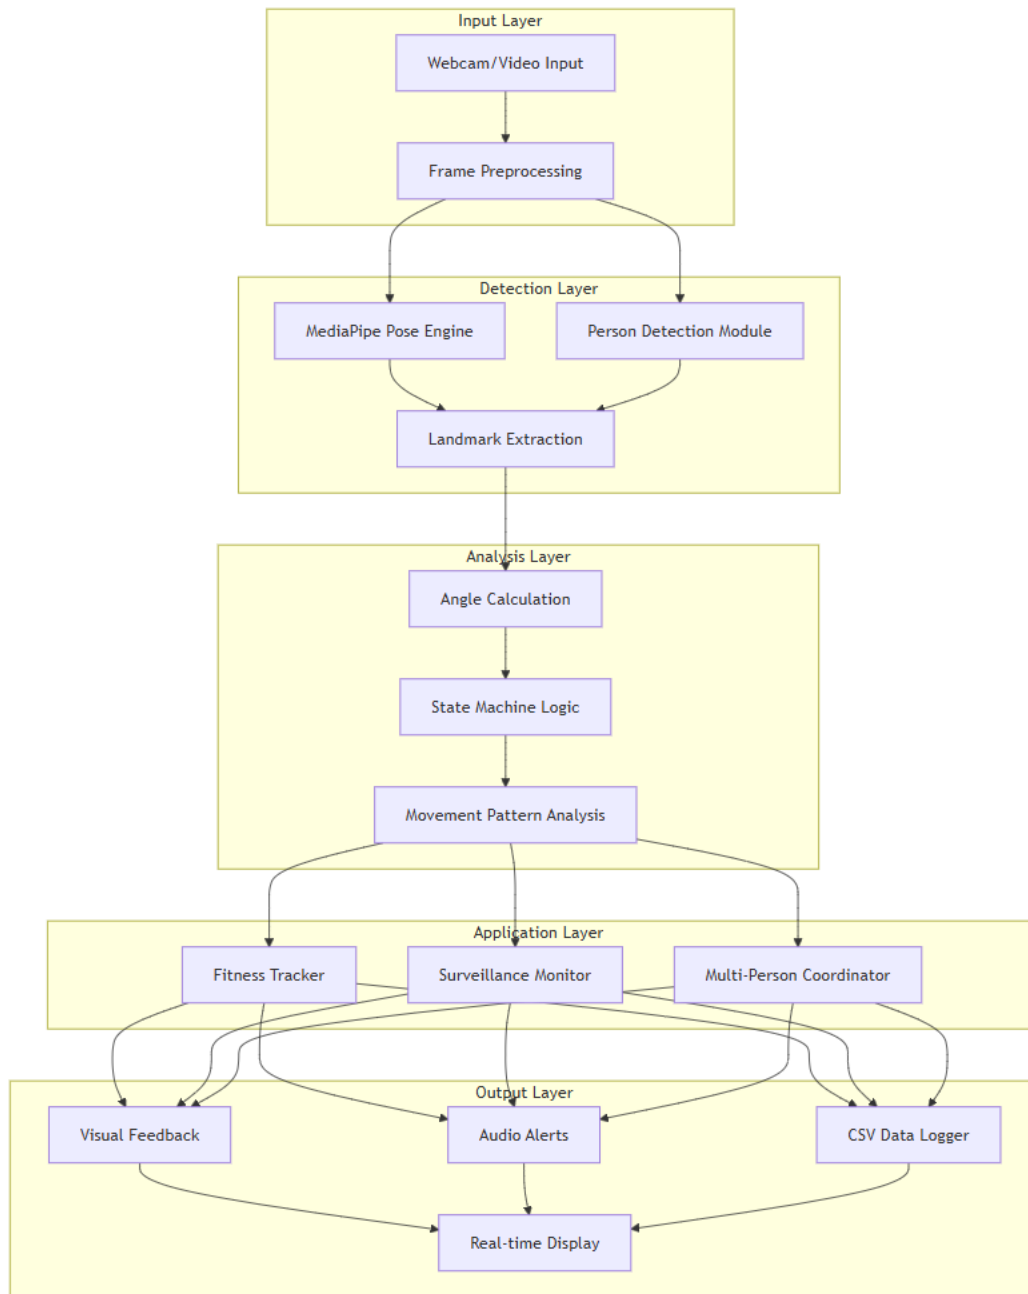 Input Layer
Webcam/Video Input
Frame Preprocessing
Detection Layer
MediaPipe Pose Engine
Person Detection Module
Landmark Extraction
Analysis Layer
Angle Calculation
State Machine Logic
Movement Pattern Analysis
Application Layer
Fitness Tracker
Surveillance Monitor
Multi-Person Coordinator
Output Layer
Visual Feedback
Audio Alerts
CSV Data Logger
Real-time Display